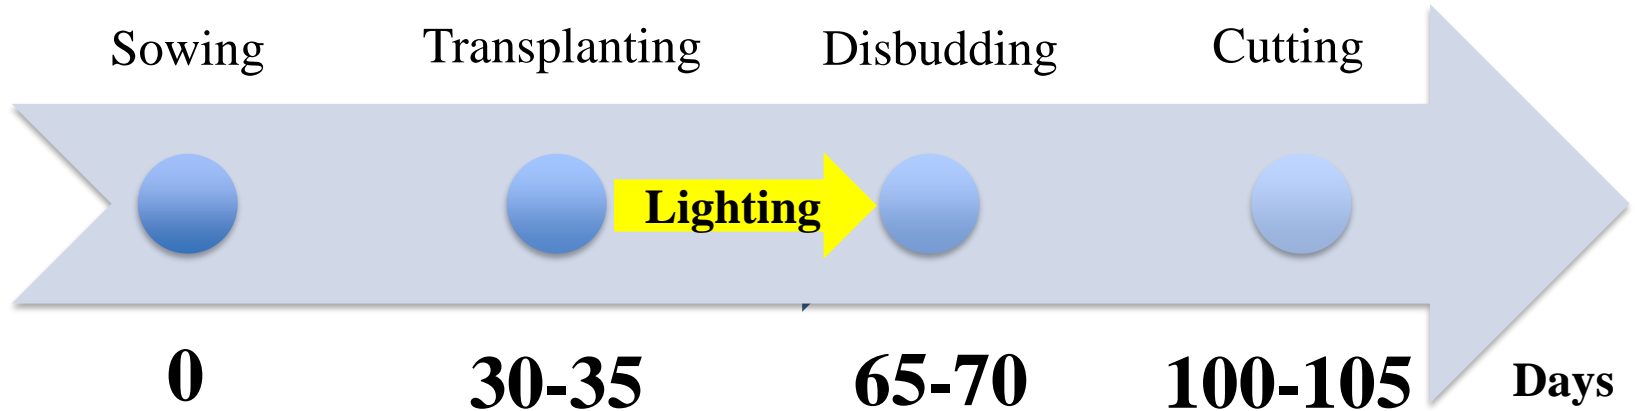 Sowing Transplanting Disbudding Cutting
Lighting
0 30-35 65-70 100-105 Days